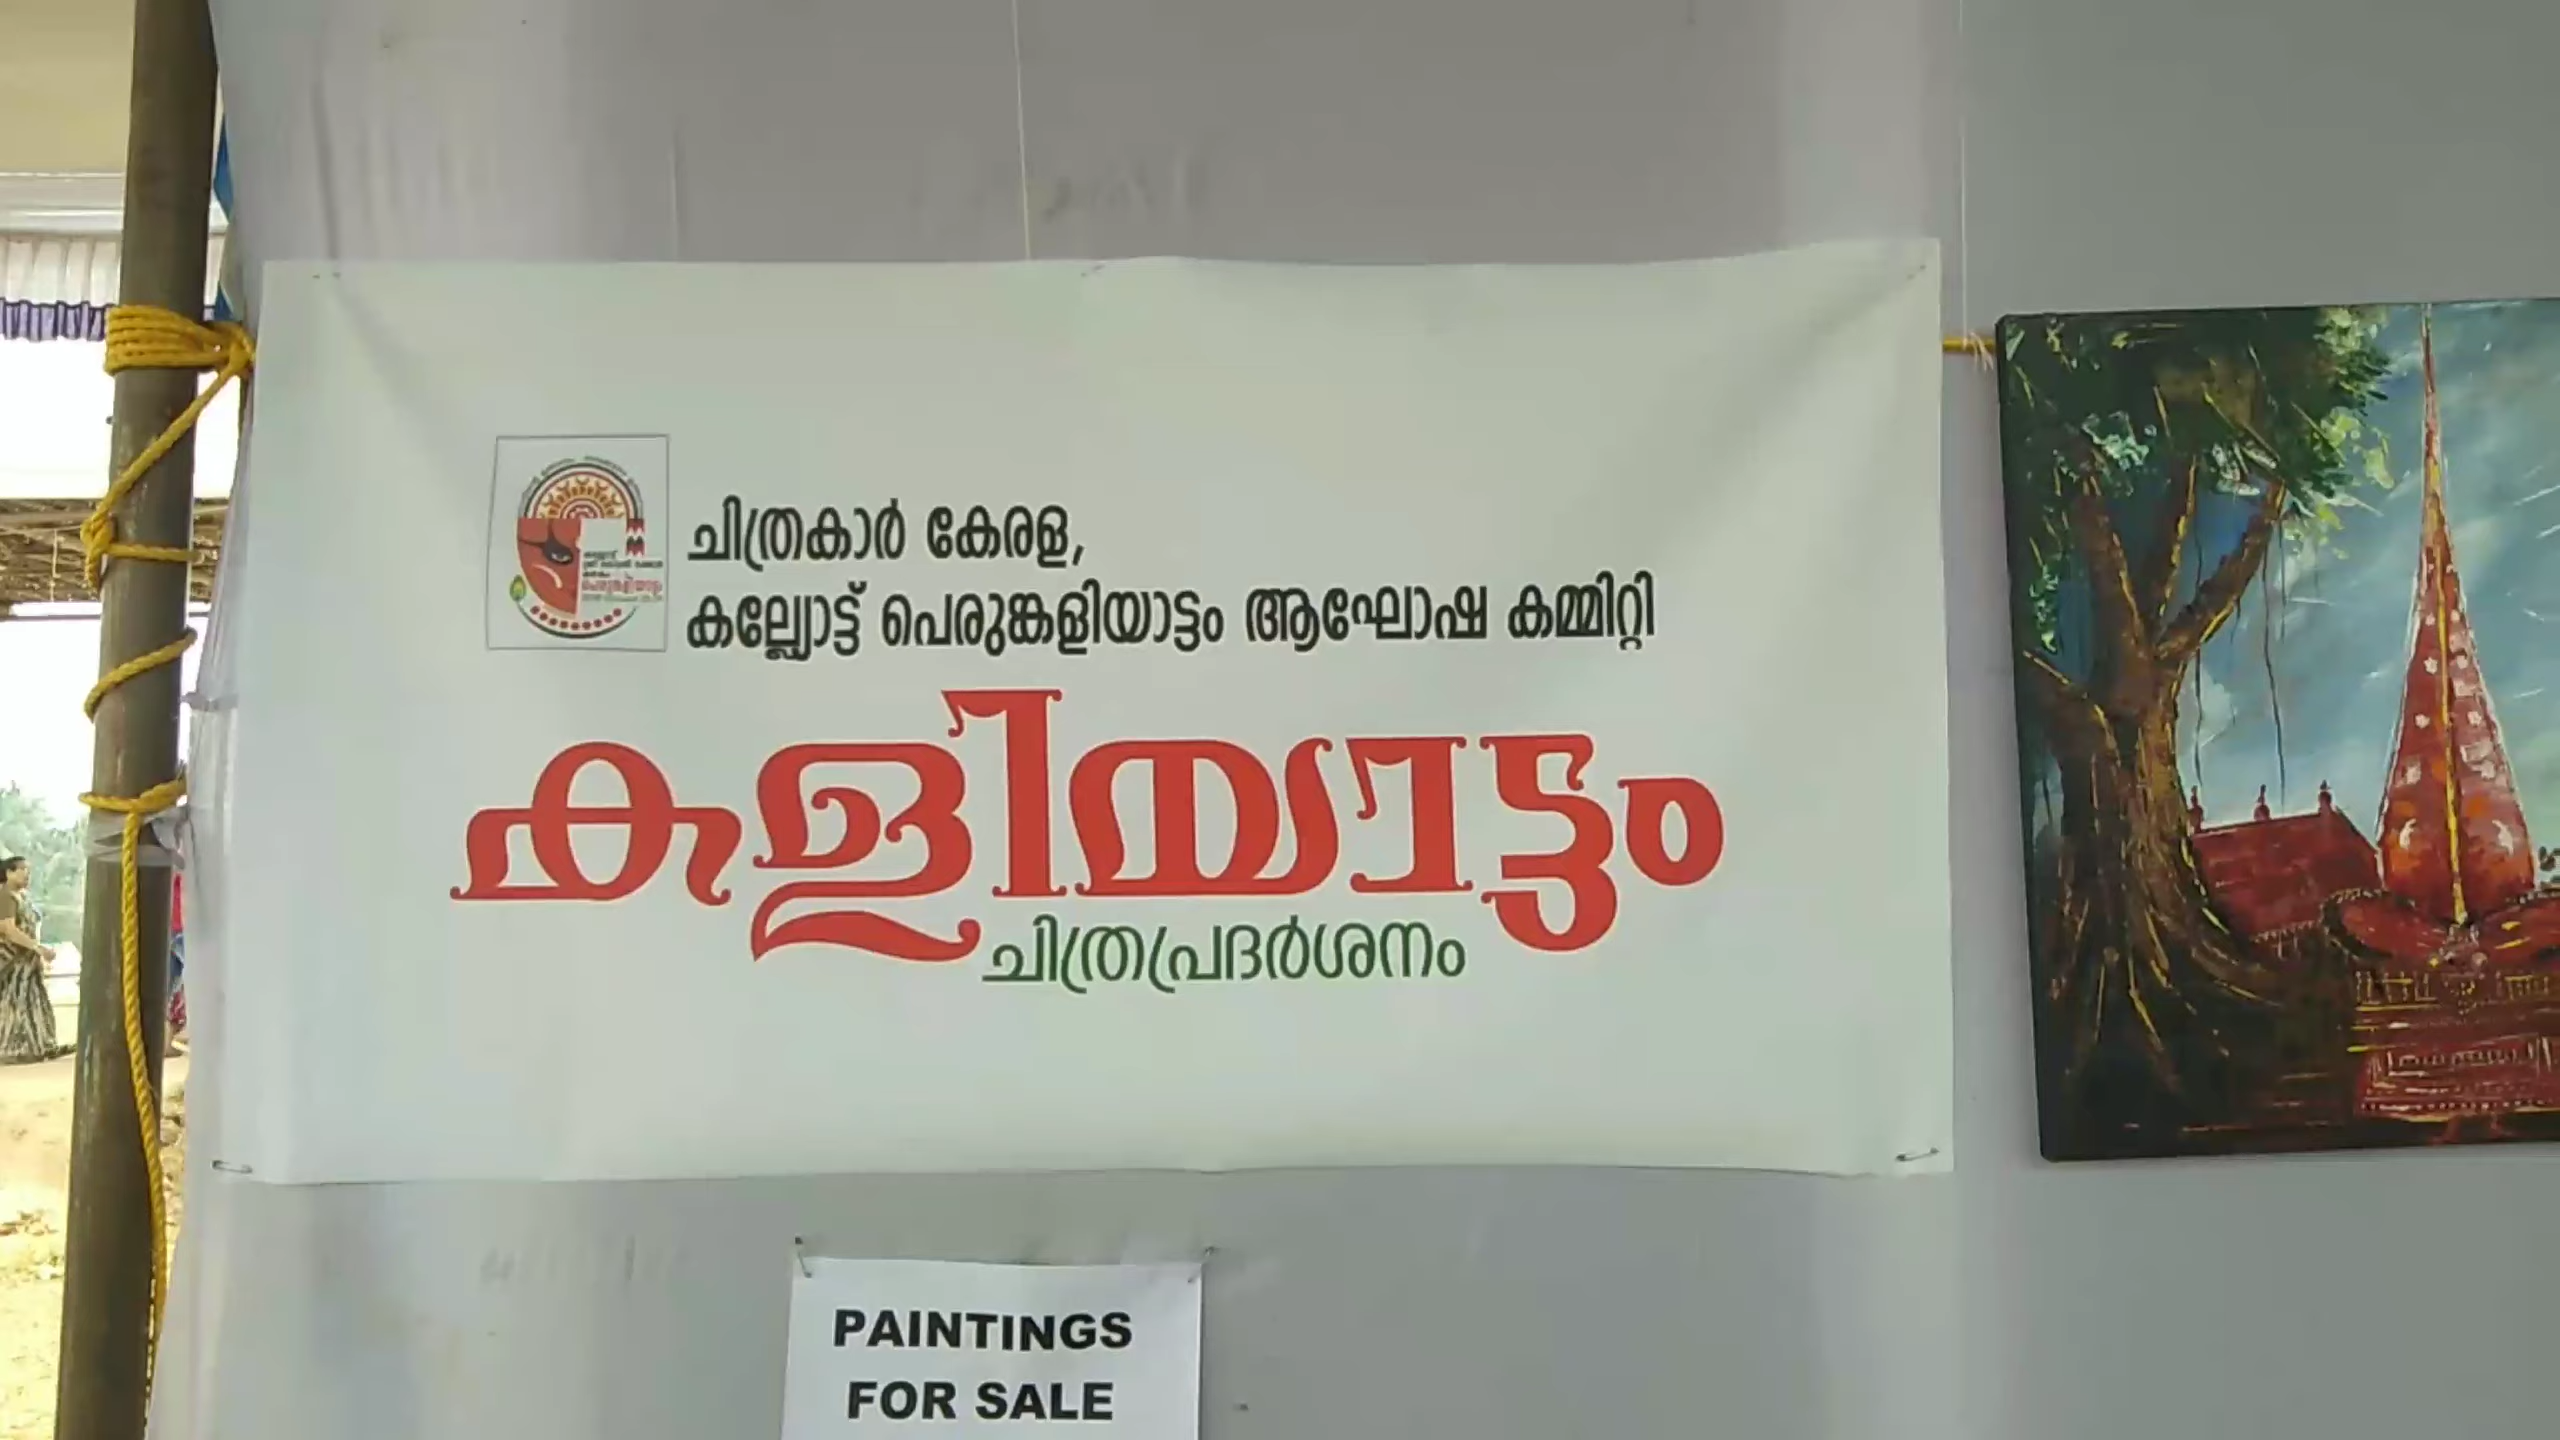 ചിത്രകാർ കേരള,
കല്ല്യോട്ട് പെരുങ്കളിയാട്ടം ആഘോഷ കമ്മിറ്റി
കളിയാട്ടം
ചിത്രപ്രദർശനം
PAINTINGS
FOR SALE